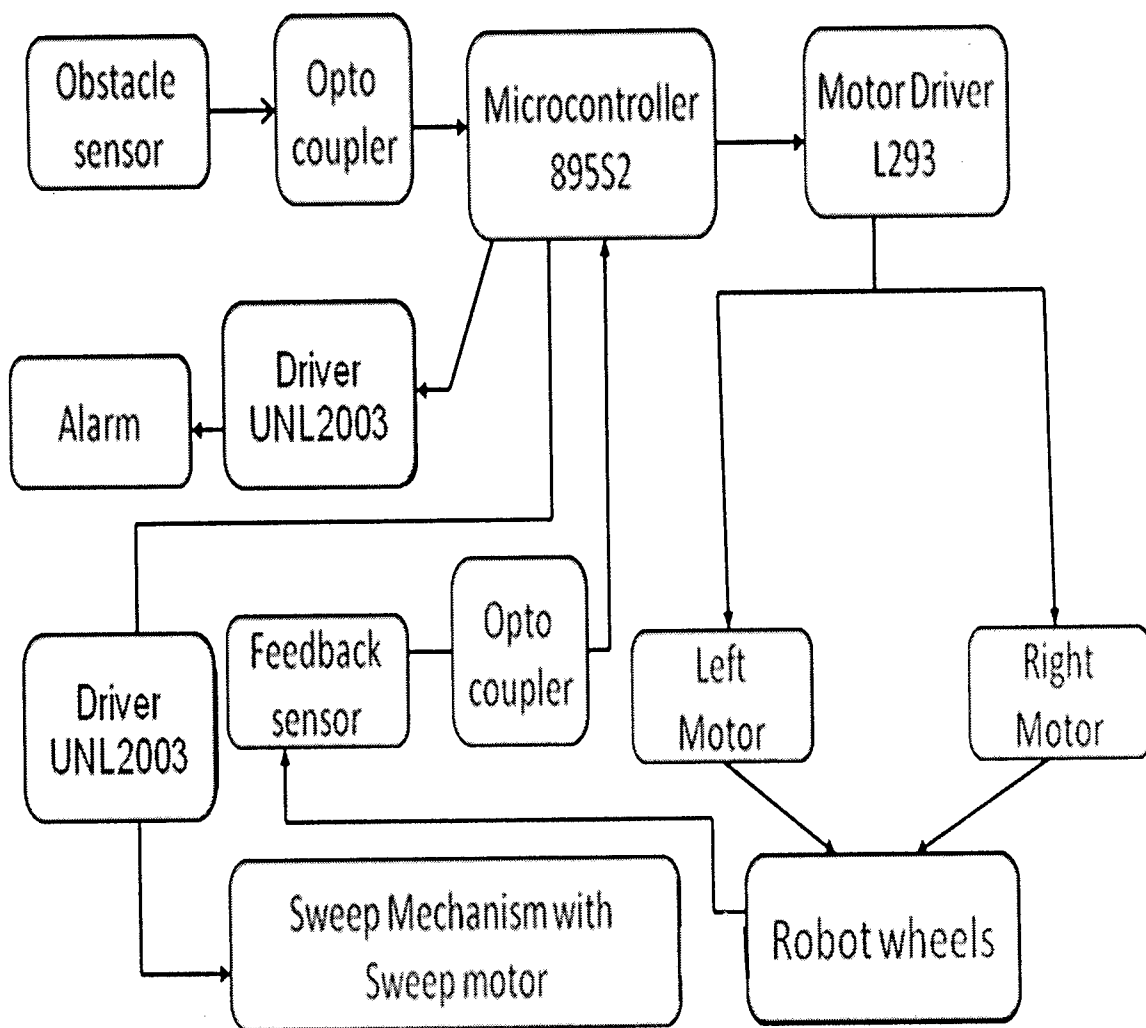 Obstacle
sensor
Opto
coupler
Microcontroller
895S2
Motor Driver
L293
Driver
UNL2003
Alarm
Driver
UNL2003
Feedback
sensor
Opto
coupler
Left
Motor
Right
Motor
Sweep Mechanism with
Sweep motor
Robot wheels